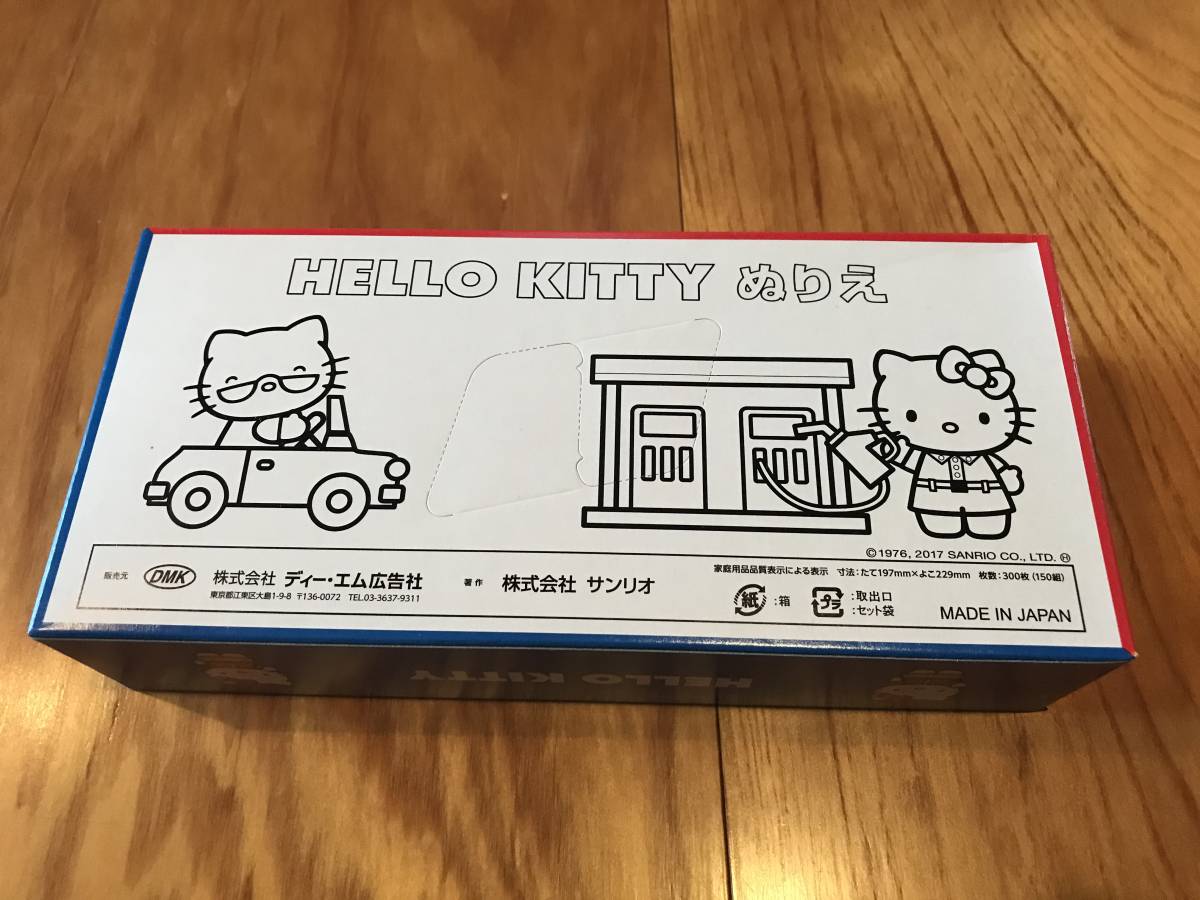 HELLO KITTY ぬりえ
©1976, 2017 SANRIO CO., LTD. Ⓗ
販売元 DMK 株式会社 ディー・エム広告社
東京都江東区大島1-9-8 〒136-0072 TEL.03-3637-9311
著作 株式会社 サンリオ
家庭用品品質表示による表示 寸法：たて197mm×よこ229mm 枚数：300枚（150組）
紙：箱
プラ：取出口
：セット袋
MADE IN JAPAN
HELLO KITTY